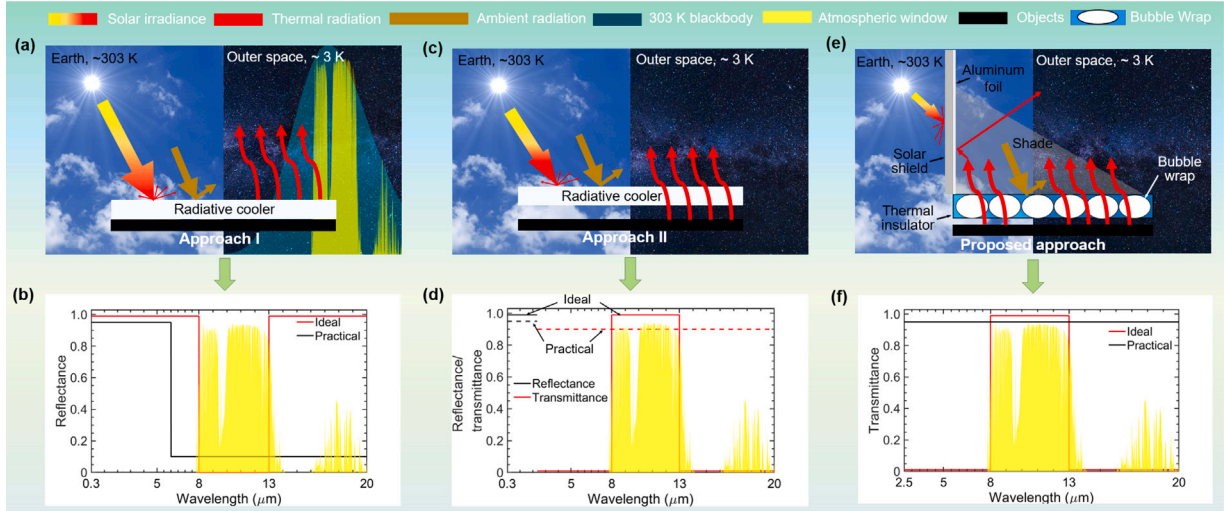 Solar irradiance Thermal radiation Ambient radiation 303 K blackbody Atmospheric window Objects Bubble Wrap
(a)
Earth, ~303 K
Outer space, ~ 3 K
Radiative cooler
Approach I
(c)
Earth, ~303 K
Outer space, ~ 3 K
Radiative cooler
Approach II
(e)
Earth, ~303 K
Outer space, ~ 3 K
Aluminum
foil
Shade
Solar
shield
Bubble
wrap
Thermal
insulator
Proposed approach
(b)
1.0
0.8
0.6
0.4
0.2
0
Reflectance
Ideal
Practical
0.3 5 8 13 20
Wavelength (μm)
(d)
1.0
0.8
0.6
0.4
0.2
0
Reflectance/
transmittance
Ideal
Practical
Reflectance
Transmittance
0.3 5 8 13 20
Wavelength (μm)
(f)
1.0
0.8
0.6
0.4
0.2
0
Transmittance
Ideal
Practical
2.5 5 8 13 20
Wavelength (μm)